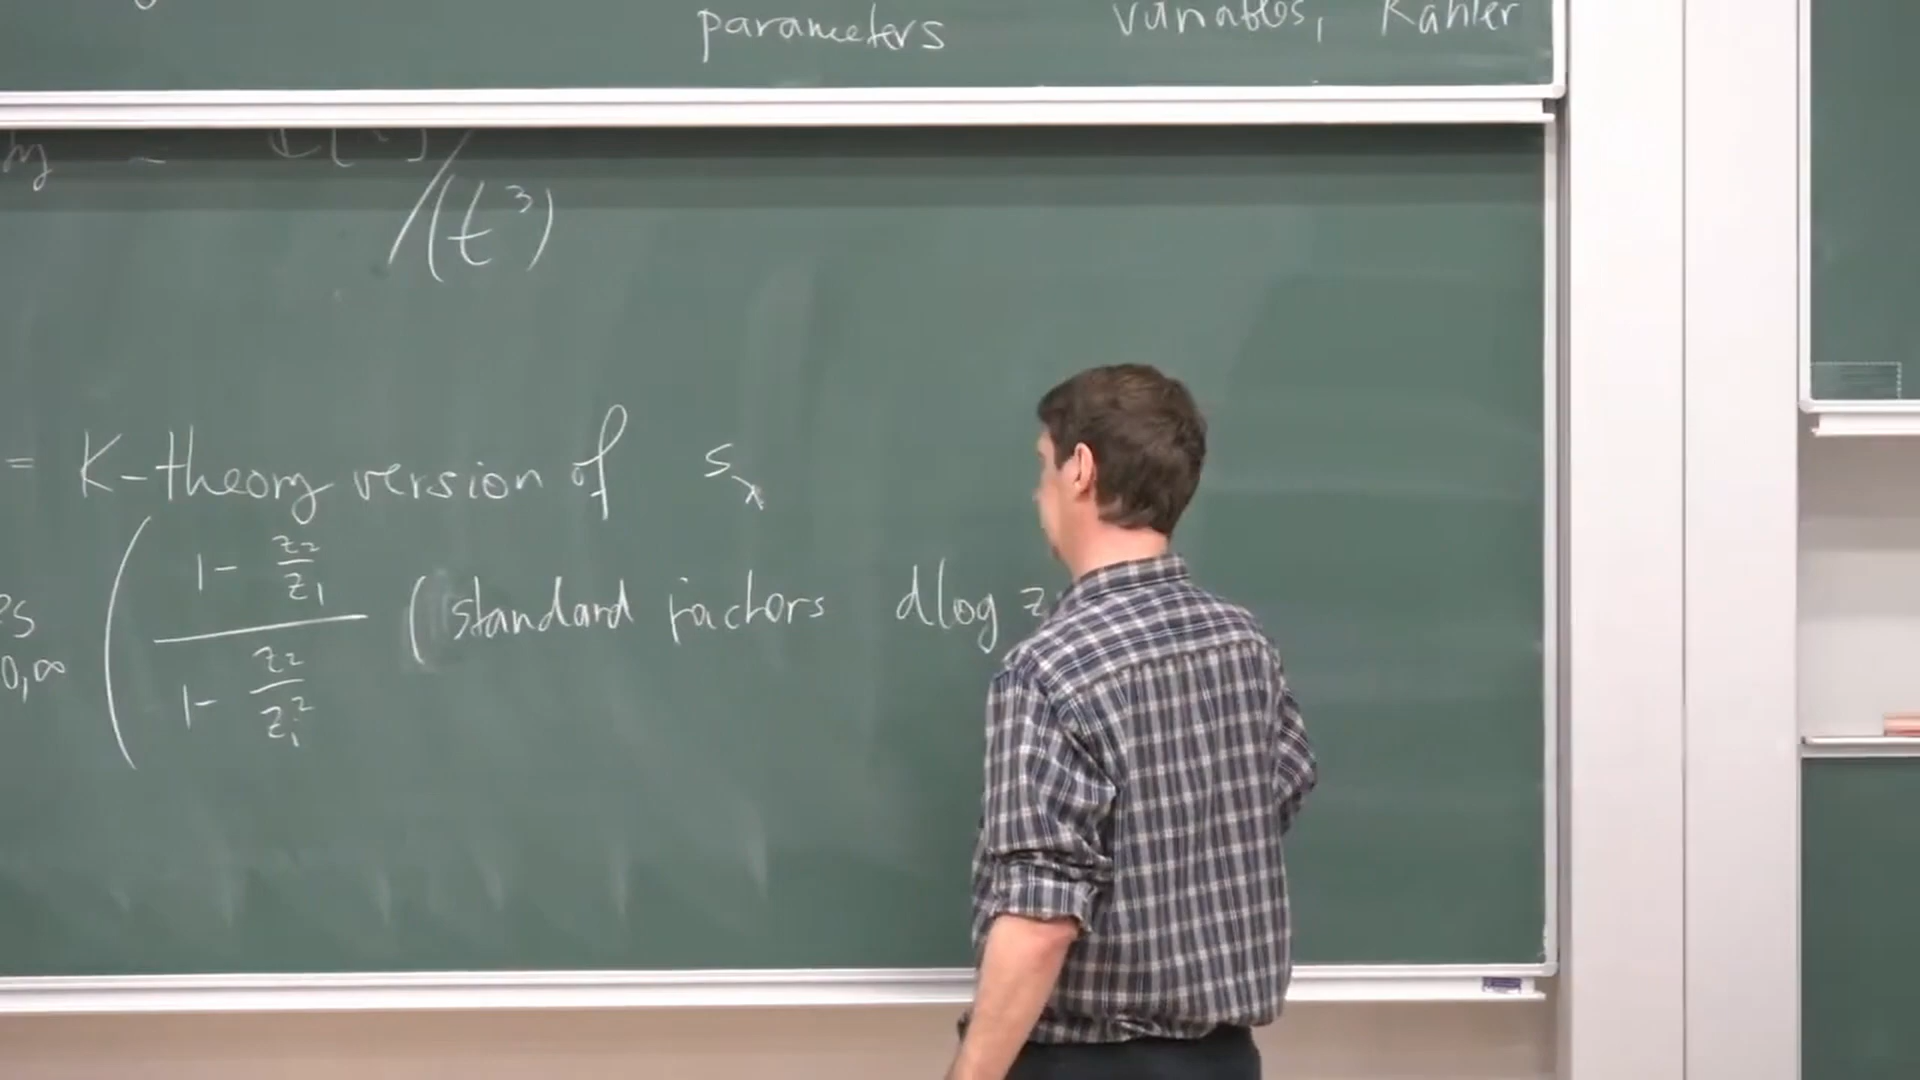 parameters variables, Kähler
/(t³)
= K-theory version of s_λ
( (1 - z₂/z₁) / (1 - z₂/z₁²) (standard factors dlog z
0,∞